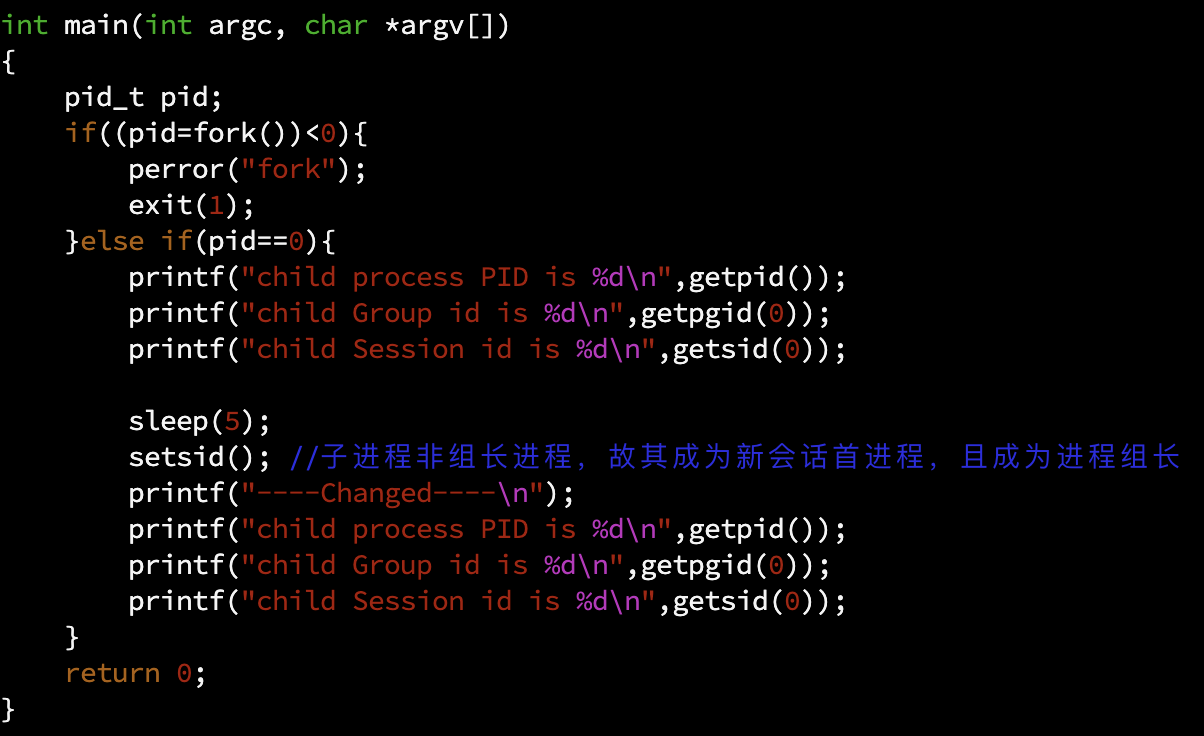 int main(int argc, char *argv[])
{
    pid_t pid;
    if((pid=fork())<0){
        perror("fork");
        exit(1);
    }else if(pid==0){
        printf("child process PID is %d\n",getpid());
        printf("child Group id is %d\n",getpgid(0));
        printf("child Session id is %d\n",getsid(0));

        sleep(5);
        setsid(); //子进程非组长进程，故其成为新会话首进程，且成为进程组长
        printf("----Changed----\n");
        printf("child process PID is %d\n",getpid());
        printf("child Group id is %d\n",getpgid(0));
        printf("child Session id is %d\n",getsid(0));
    }
    return 0;
}